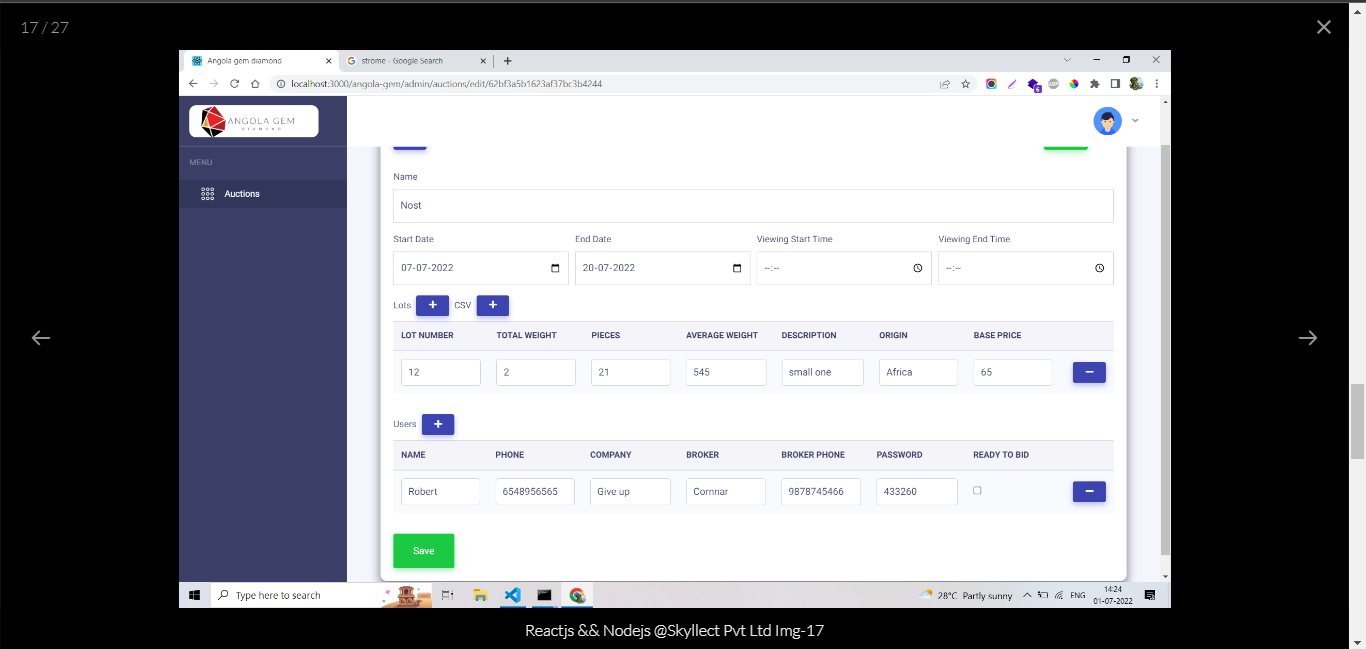 17 / 27
Angola gem diamond
strome - Google Search
localhost:3000/angola-gem/admin/auctions/edit/62bf3a5b1623af37bc3b4244
ANGOLA GEM
DIAMOND
MENU
Auctions
Name
Nost
Start Date End Date Viewing Start Time Viewing End Time
07-07-2022 20-07-2022 --:-- --:--
Lots + CSV +
LOT NUMBER TOTAL WEIGHT PIECES AVERAGE WEIGHT DESCRIPTION ORIGIN BASE PRICE
12 2 21 545 small one Africa 65
Users +
NAME PHONE COMPANY BROKER BROKER PHONE PASSWORD READY TO BID
Robert 6548956565 Give up Cornnar 9878745466 433260
Save
Type here to search
28°C Partly sunny ENG
14:24
01-07-2022
Reactjs && Nodejs @Skyllect Pvt Ltd Img-17